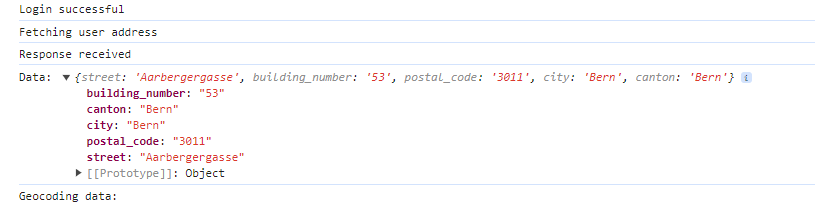 Login successful
Fetching user address
Response received
Data: ▼{street: 'Aarbergergasse', building_number: '53', postal_code: '3011', city: 'Bern', canton: 'Bern'} i
building_number: "53"
canton: "Bern"
city: "Bern"
postal_code: "3011"
street: "Aarbergergasse"
▶[[Prototype]]: Object
Geocoding data: